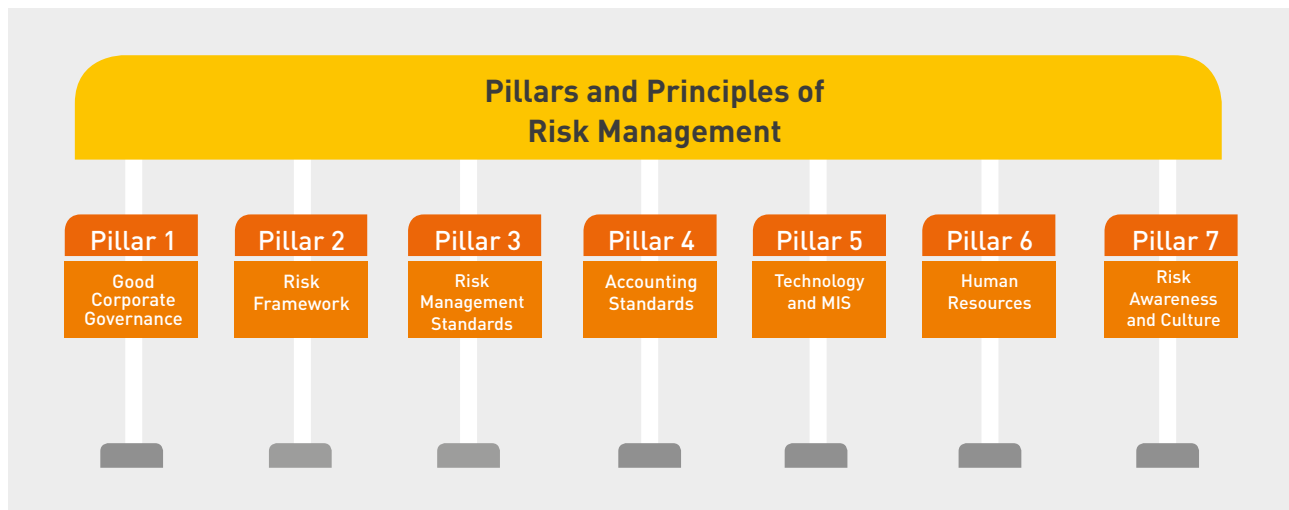 Pillars and Principles of
Risk Management
Pillar 1
Good
Corporate
Governance
Pillar 2
Risk
Framework
Pillar 3
Risk
Management
Standards
Pillar 4
Accounting
Standards
Pillar 5
Technology
and MIS
Pillar 6
Human
Resources
Pillar 7
Risk
Awareness
and Culture